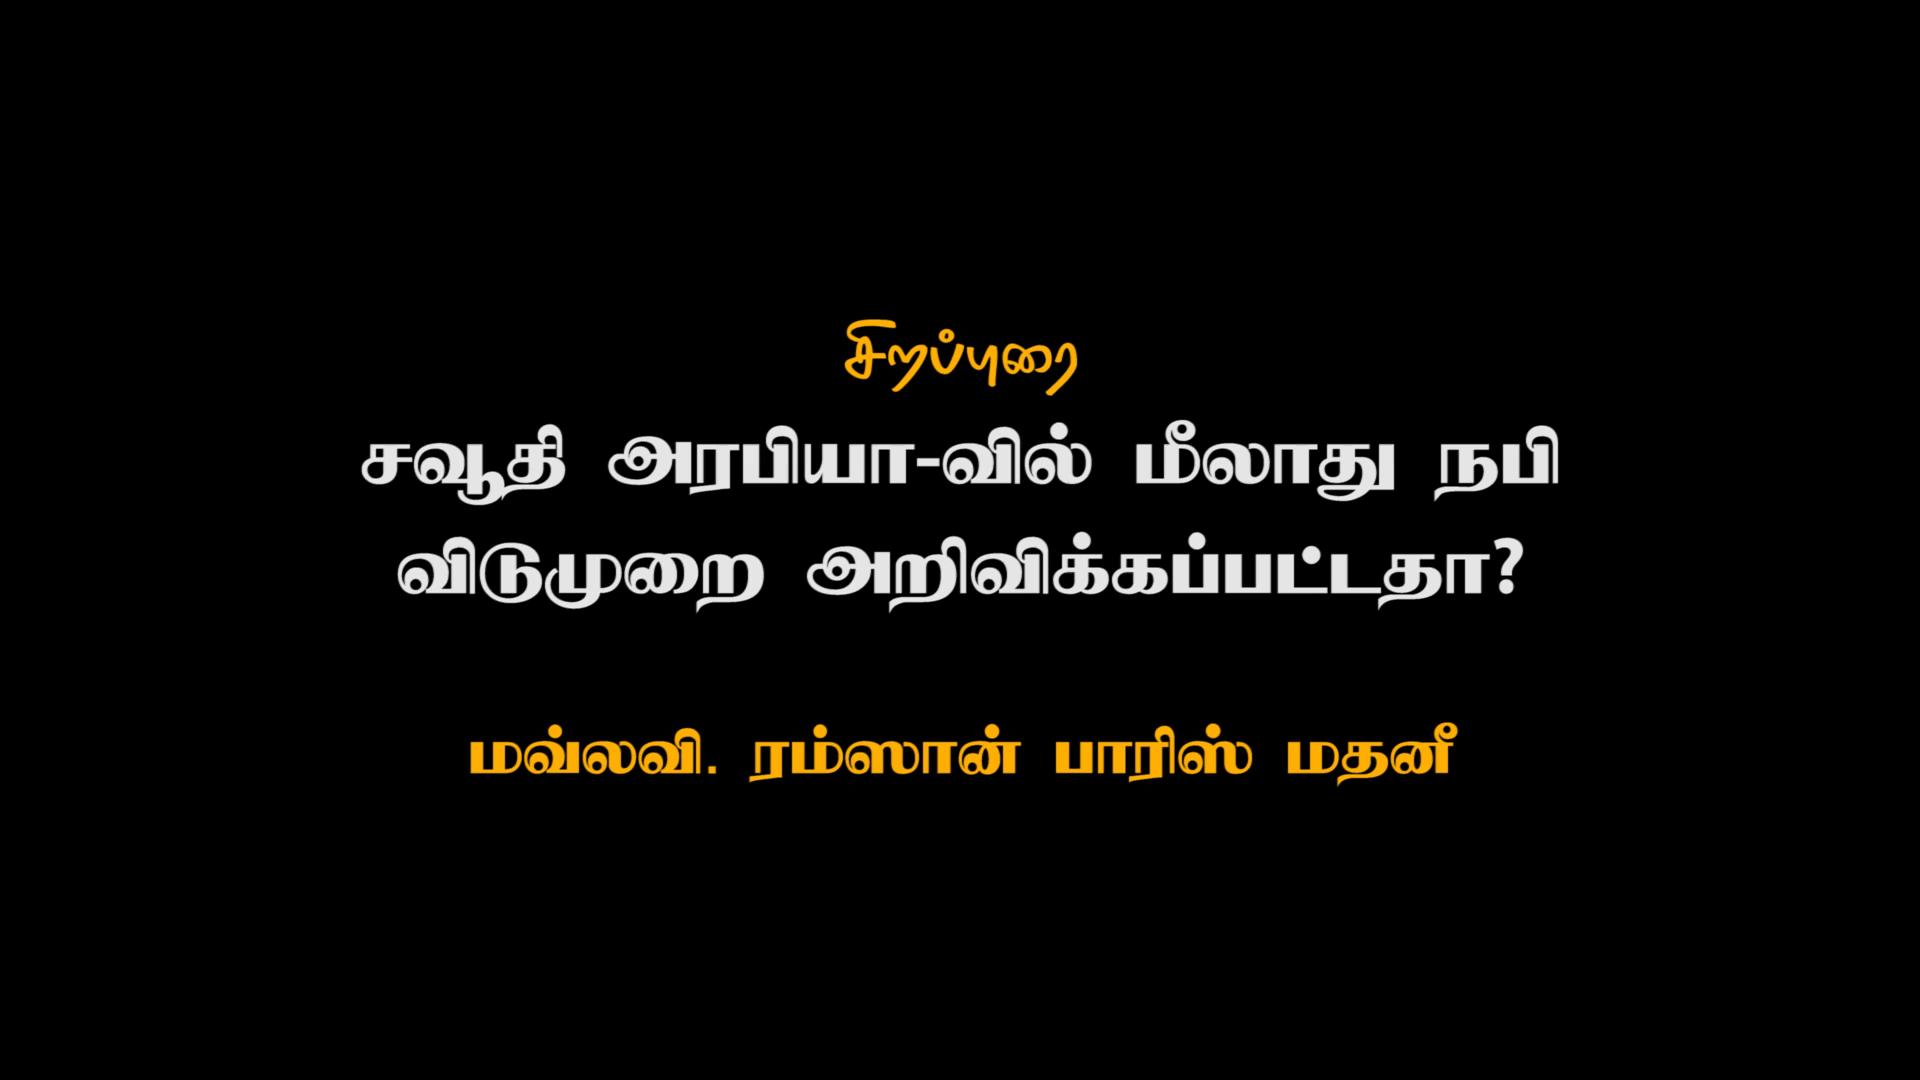 சிறப்புரை
சவூதி அரபியா-வில் மீலாது நபி
விடுமுறை அறிவிக்கப்பட்டதா?
மவ்லவி. ரம்ஸான் பாரிஸ் மதனீ